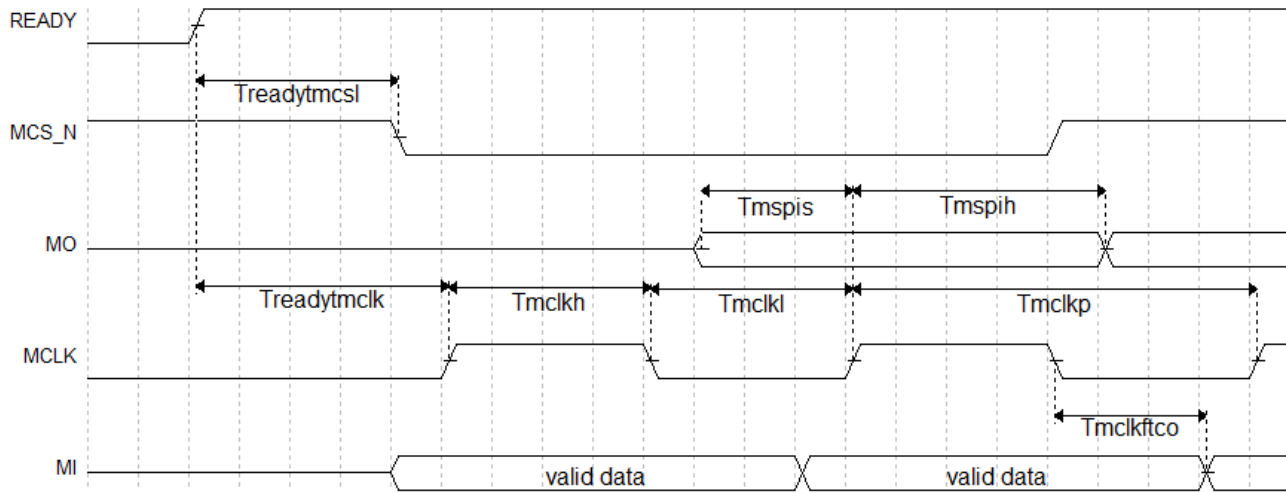 READY
Treadytmcsl
MCS_N
Tmspis
Tmspih
MO
Treadytmclk
Tmclkh
Tmclkl
Tmclkp
MCLK
Tmclkftco
MI
valid data
valid data